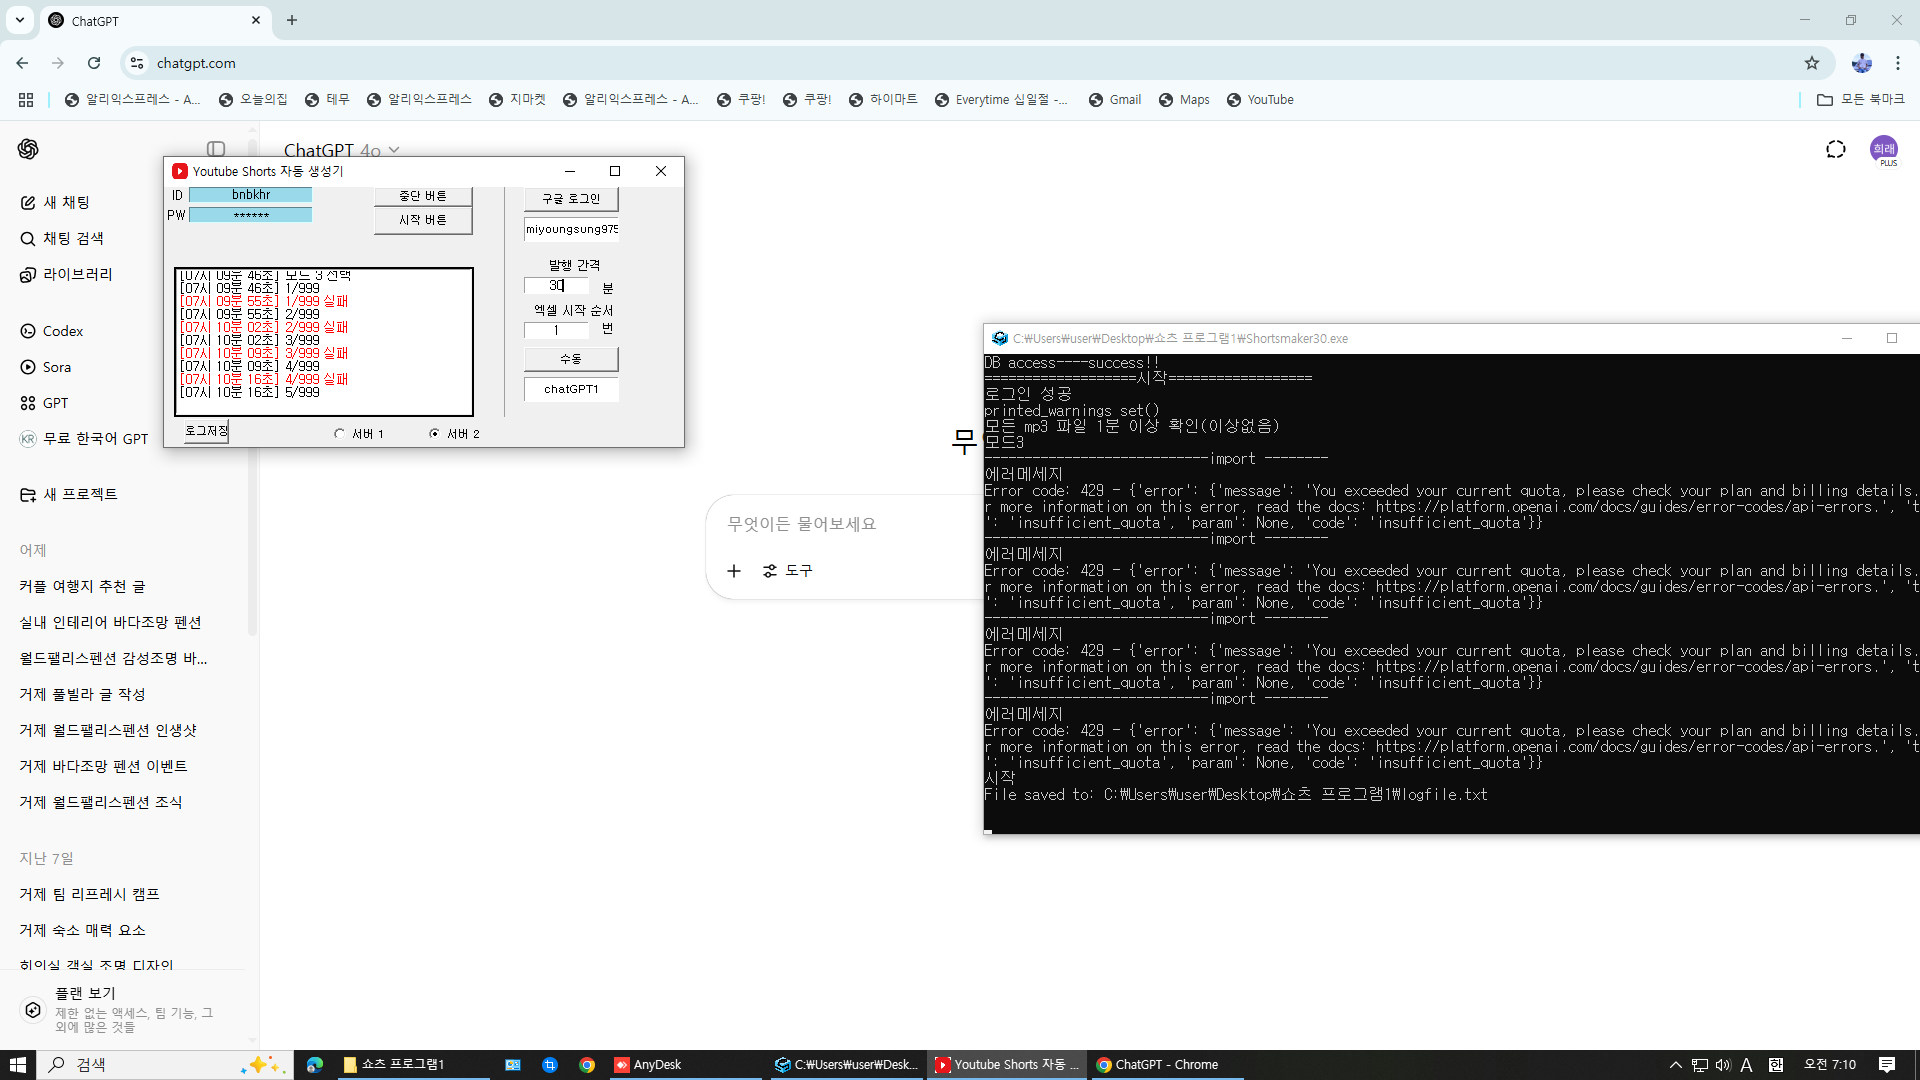 ChatGPT
chatgpt.com
알리익스프레스 - A...
오늘의집
테무
알리익스프레스
지마켓
알리익스프레스 - A...
쿠팡!
쿠팡!
하이마트
Everytime 십일절 -...
Gmail
Maps
YouTube
모든 북마크
ChatGPT 4o
희래
PLUS
새 채팅
채팅 검색
라이브러리
Codex
Sora
GPT
KR 무료 한국어 GPT
새 프로젝트
어제
커플 여행지 추천 글
실내 인테리어 바다조망 펜션
월드팰리스펜션 감성조명 바...
거제 풀빌라 글 작성
거제 월드팰리스펜션 인생샷
거제 바다조망 펜션 이벤트
거제 월드팰리스펜션 조식
지난 7일
거제 팀 리프레시 캠프
거제 숙소 매력 요소
회의실 객실 조명 디자인
플랜 보기
제한 없는 액세스, 팀 기능, 그
외에 많은 것들
Youtube Shorts 자동 생성기
ID bnbkhr
PW ******
중단 버튼
시작 버튼
구글 로그인
miyoungsung975
발행 간격
30 분
엑셀 시작 순서
1 번
수동
chatGPT1
[07시 09분 46초] 모드 3 선택
[07시 09분 46초] 1/999
[07시 09분 55초] 1/999 실패
[07시 09분 55초] 2/999
[07시 10분 02초] 2/999 실패
[07시 10분 02초] 3/999
[07시 10분 09초] 3/999 실패
[07시 10분 09초] 4/999
[07시 10분 16초] 4/999 실패
[07시 10분 16초] 5/999
로그저장
서버 1
서버 2
무
무엇이든 물어보세요
도구
C:₩Users₩user₩Desktop₩쇼츠 프로그램1₩Shortsmaker30.exe
DB access----success!!
===================시작==================
로그인 성공
printed_warnings set()
모든 mp3 파일 1분 이상 확인(이상없음)
모드3
----------------------------import --------
에러메세지
Error code: 429 - {'error': {'message': 'You exceeded your current quota, please check your plan and billing details.
r more information on this error, read the docs: https://platform.openai.com/docs/guides/error-codes/api-errors.', 't
': 'insufficient_quota', 'param': None, 'code': 'insufficient_quota'}}
----------------------------import --------
에러메세지
Error code: 429 - {'error': {'message': 'You exceeded your current quota, please check your plan and billing details.
r more information on this error, read the docs: https://platform.openai.com/docs/guides/error-codes/api-errors.', 't
': 'insufficient_quota', 'param': None, 'code': 'insufficient_quota'}}
----------------------------import --------
에러메세지
Error code: 429 - {'error': {'message': 'You exceeded your current quota, please check your plan and billing details.
r more information on this error, read the docs: https://platform.openai.com/docs/guides/error-codes/api-errors.', 't
': 'insufficient_quota', 'param': None, 'code': 'insufficient_quota'}}
----------------------------import --------
에러메세지
Error code: 429 - {'error': {'message': 'You exceeded your current quota, please check your plan and billing details.
r more information on this error, read the docs: https://platform.openai.com/docs/guides/error-codes/api-errors.', 't
': 'insufficient_quota', 'param': None, 'code': 'insufficient_quota'}}
시작
File saved to: C:₩Users₩user₩Desktop₩쇼츠 프로그램1₩logfile.txt
검색
쇼츠 프로그램1
AnyDesk
C:₩Users₩user₩Desk...
Youtube Shorts 자동 ...
ChatGPT - Chrome
A
한
오전 7:10